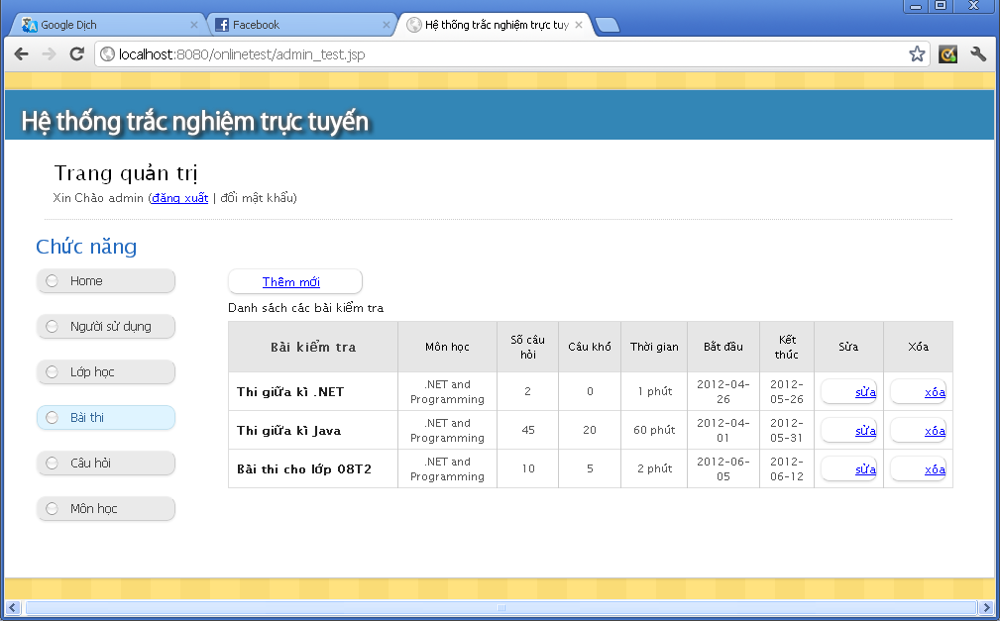 Google Dịch
Facebook
Hệ thống trắc nghiệm trực tuy
localhost:8080/onlinetest/admin_test.jsp
Hệ thống trắc nghiệm trực tuyến
Trang quản trị
Xin Chào admin (đăng xuất | đổi mật khẩu)
Chức năng
Home
Người sử dụng
Lớp học
Bài thi
Câu hỏi
Môn học
Thêm mới
Danh sách các bài kiểm tra
Bài kiểm tra Môn học Số câu hỏi Câu khó Thời gian Bắt đầu Kết thúc Sửa Xóa
Thi giữa kì .NET .NET and Programming 2 0 1 phút 2012-04-26 2012-05-26 sửa xóa
Thi giữa kì Java .NET and Programming 45 20 60 phút 2012-04-01 2012-05-31 sửa xóa
Bài thi cho lớp 08T2 .NET and Programming 10 5 2 phút 2012-06-05 2012-06-12 sửa xóa